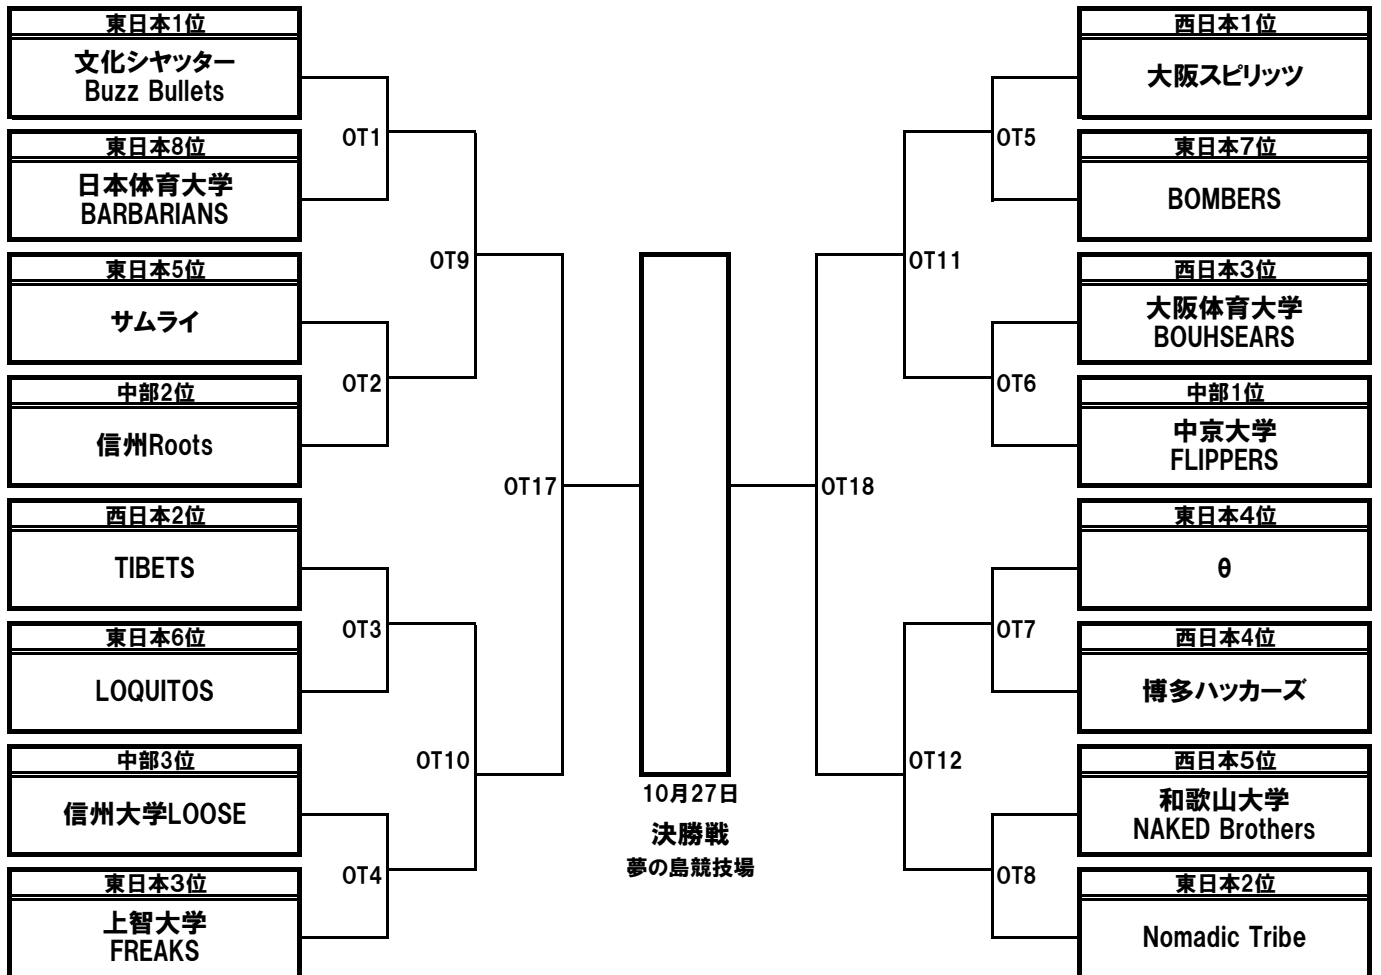 東日本1位
文化シヤッター
Buzz Bullets
東日本8位
日本体育大学
BARBARIANS
東日本5位
サムライ
中部2位
信州Roots
西日本2位
TIBETS
東日本6位
LOQUITOS
中部3位
信州大学LOOSE
東日本3位
上智大学
FREAKS
OT1
OT2
OT3
OT4
OT9
OT10
OT17
10月27日
決勝戦
夢の島競技場
OT18
OT11
OT12
OT5
OT6
OT7
OT8
西日本1位
大阪スピリッツ
東日本7位
BOMBERS
西日本3位
大阪体育大学
BOUHSEARS
中部1位
中京大学
FLIPPERS
東日本4位
θ
西日本4位
博多ハッカーズ
西日本5位
和歌山大学
NAKED Brothers
東日本2位
Nomadic Tribe